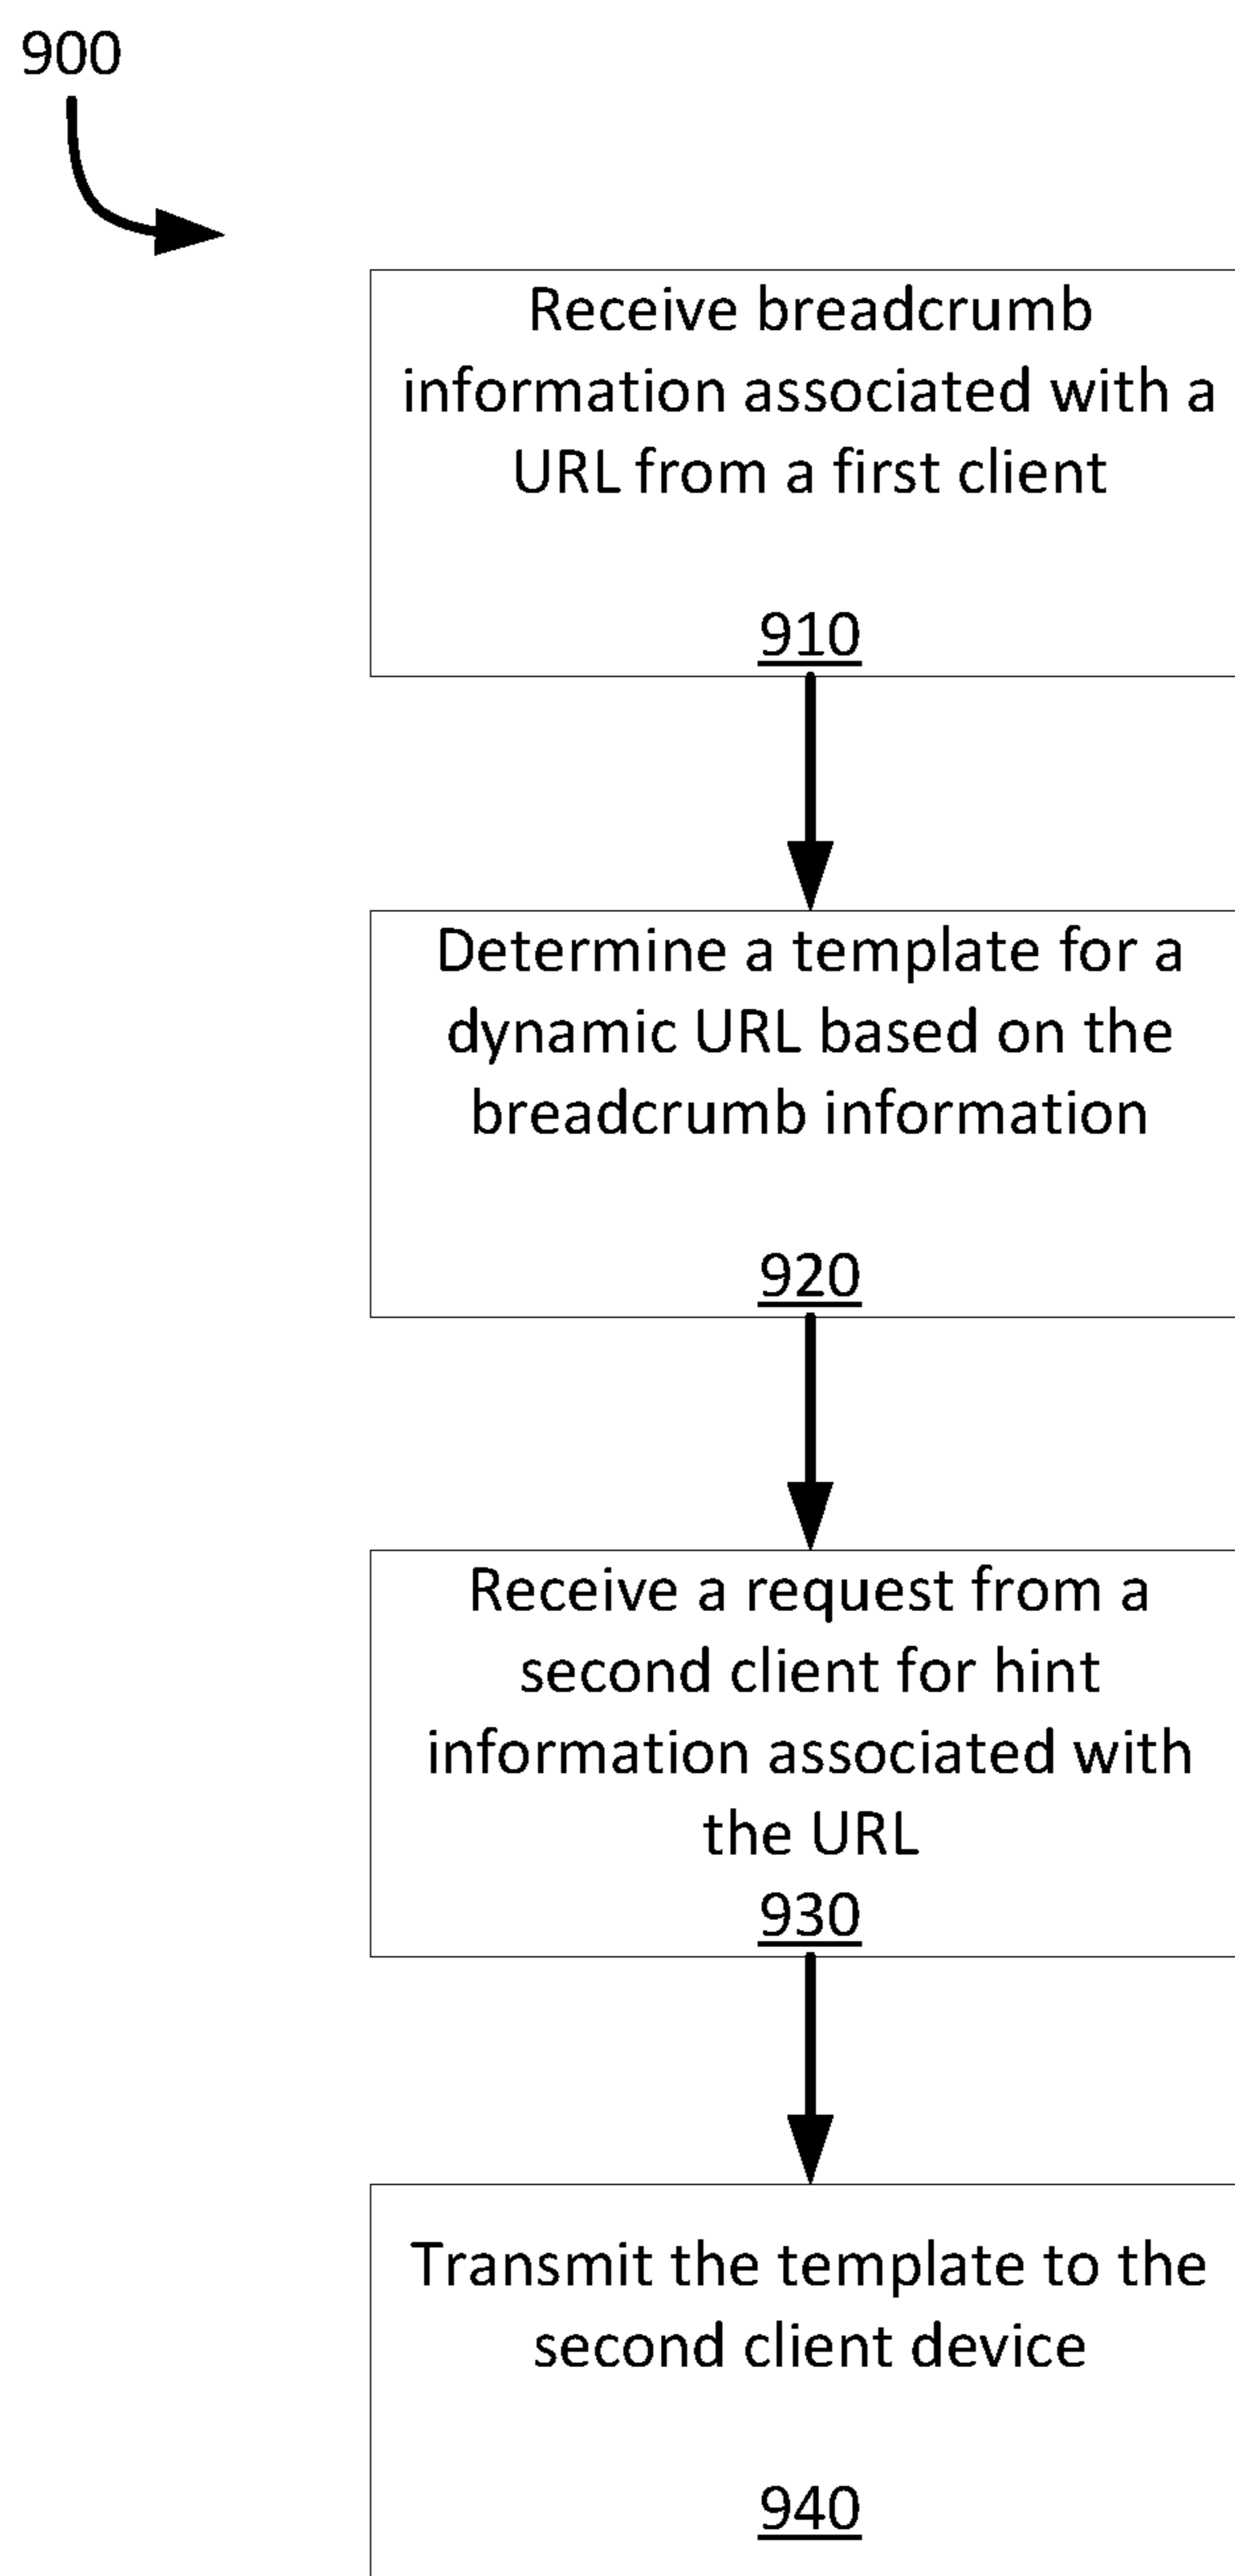 900
Receive breadcrumb
information associated with a
URL from a first client
910
Determine a template for a
dynamic URL based on the
breadcrumb information
920
Receive a request from a
second client for hint
information associated with
the URL
930
Transmit the template to the
second client device
940